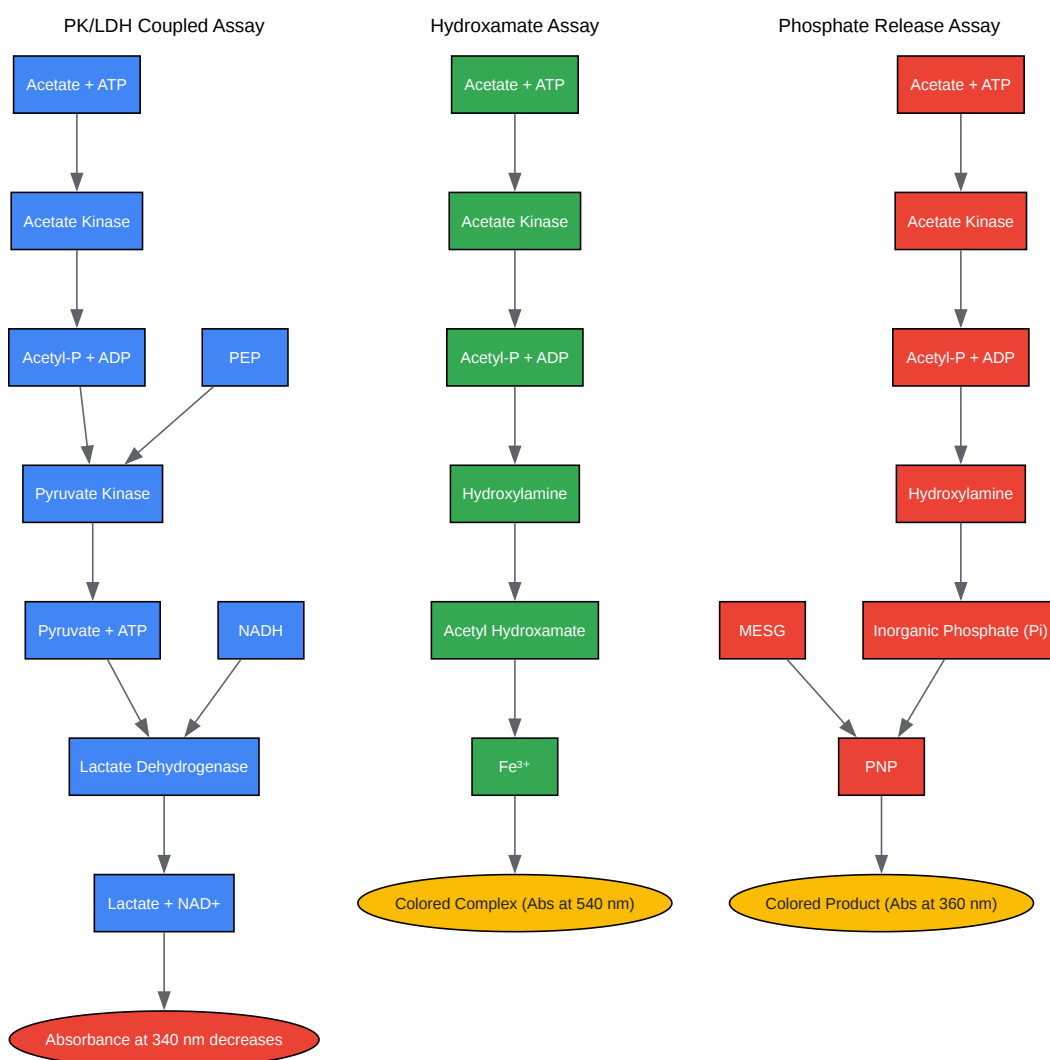 PK/LDH Coupled Assay
Acetate + ATP
Acetate Kinase
Acetyl-P + ADP
PEP
Pyruvate Kinase
Pyruvate + ATP
NADH
Lactate Dehydrogenase
Lactate + NAD+
Absorbance at 340 nm decreases
Hydroxamate Assay
Acetate + ATP
Acetate Kinase
Acetyl-P + ADP
Hydroxylamine
Acetyl Hydroxamate
Fe³⁺
Colored Complex (Abs at 540 nm)
Phosphate Release Assay
Acetate + ATP
Acetate Kinase
Acetyl-P + ADP
Hydroxylamine
MESG
Inorganic Phosphate (Pi)
PNP
Colored Product (Abs at 360 nm)